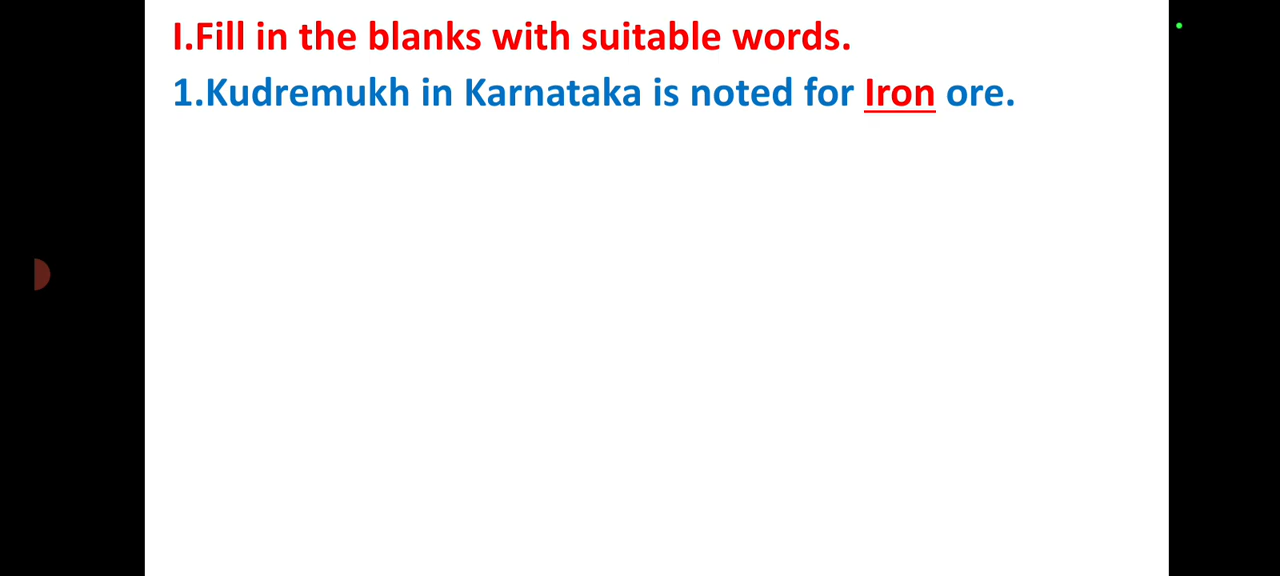 I.Fill in the blanks with suitable words.
1.Kudremukh in Karnataka is noted for Iron ore.